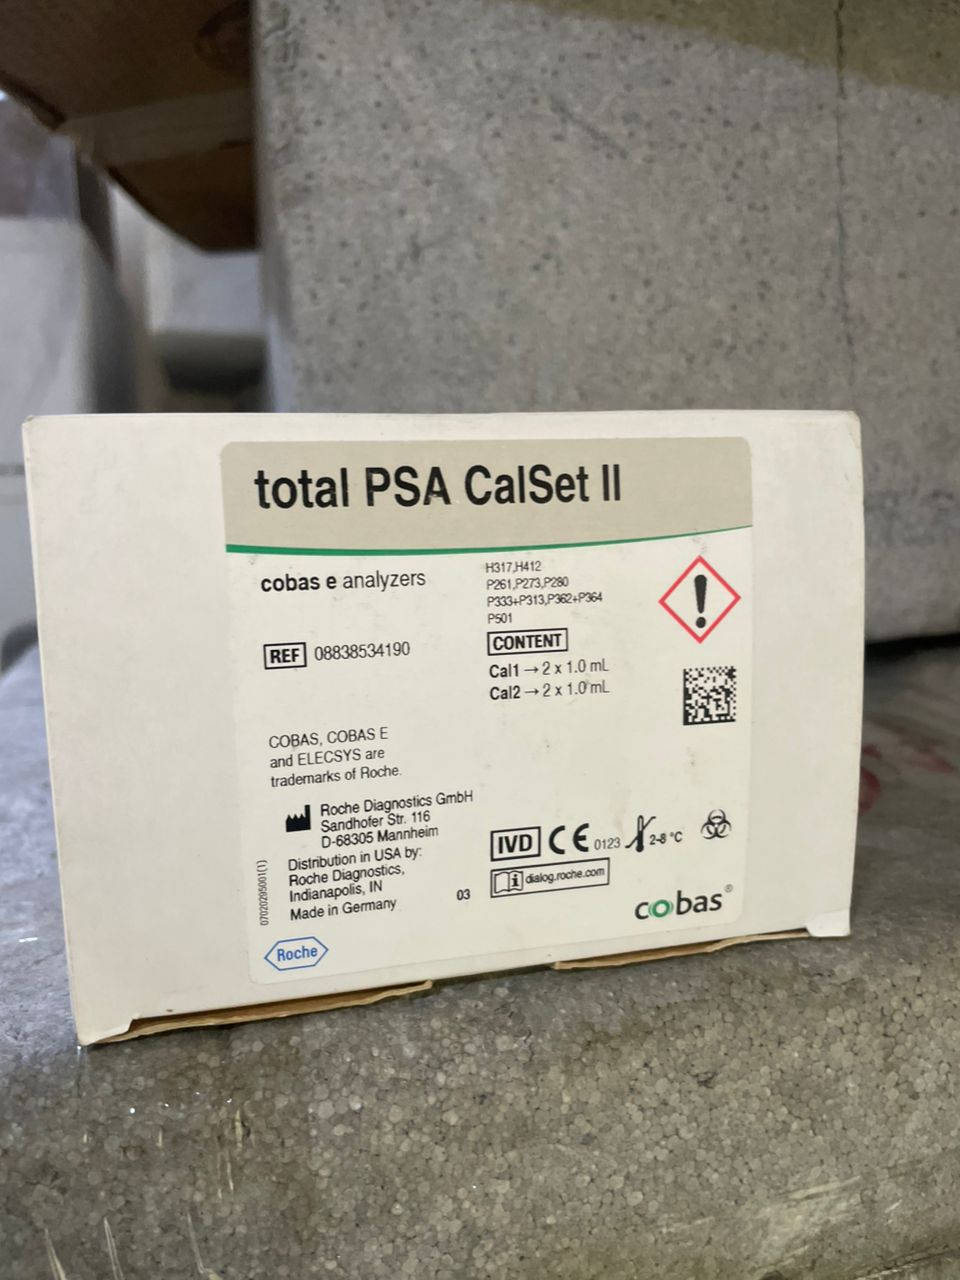 total PSA CalSet II
cobas e analyzers
H317,H412
P261,P273,P280
P333+P313,P362+P364
P501
REF 08838534190
CONTENT
Cal1 → 2 x 1.0 mL
Cal2 → 2 x 1.0 mL
COBAS, COBAS E
and ELECSYS are
trademarks of Roche.
Roche Diagnostics GmbH
Sandhofer Str. 116
D-68305 Mannheim
Distribution in USA by:
Roche Diagnostics,
Indianapolis, IN
Made in Germany
07020295001(1)
03
IVD CE 0123 2-8 °C
dialog.roche.com
cobas®
Roche